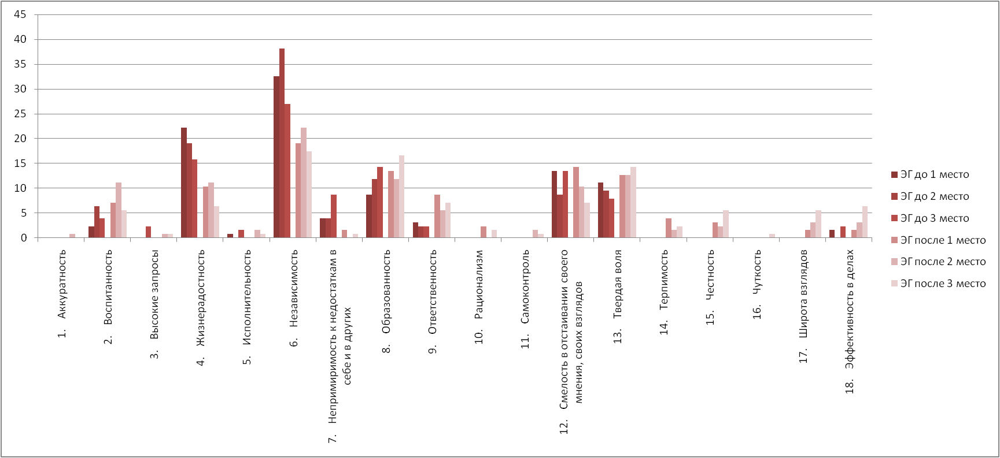 45
40
35
30
25
20
15
10
5
0
1. Аккуратность
2. Воспитанность
3. Высокие запросы
4. Жизнерадостность
5. Исполнительность
6. Независимость
7. Непримиримость к недостаткам в
себе и в других
8. Образованность
9. Ответственность
10. Рационализм
11. Самоконтроль
12. Смелость в отстаивании своего
мнения, своих взглядов
13. Твердая воля
14. Терпимость
15. Честность
16. Чуткость
17. Широта взглядов
18. Эффективность в делах
ЭГ до 1 место
ЭГ до 2 место
ЭГ до 3 место
ЭГ после 1 место
ЭГ после 2 место
ЭГ после 3 место